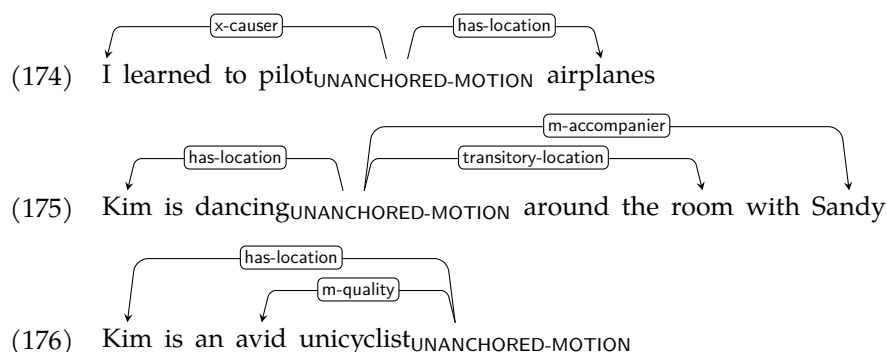 x-causer has-location
(174) I learned to pilotUNANCHORED-MOTION airplanes
m-accompanier
has-location transitory-location
(175) Kim is dancingUNANCHORED-MOTION around the room with Sandy
has-location
m-quality
(176) Kim is an avid unicyclistUNANCHORED-MOTION